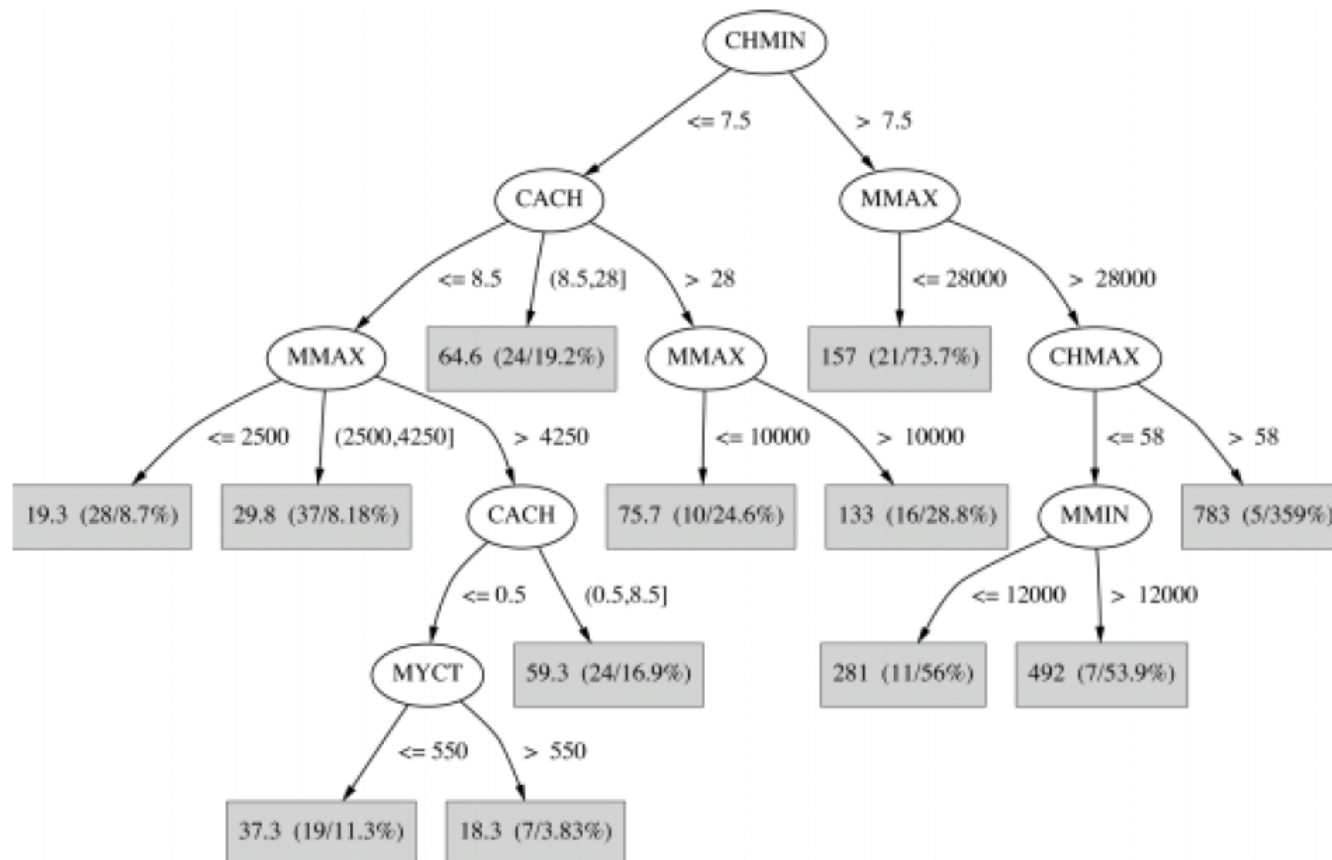 CHMIN
<= 7.5 > 7.5
CACH MMAX
<= 8.5 (8.5,28] > 28 <= 28000 > 28000
MMAX 64.6 (24/19.2%) MMAX 157 (21/73.7%) CHMAX
<= 2500 (2500,4250] > 4250 <= 10000 > 10000 <= 58 > 58
19.3 (28/8.7%) 29.8 (37/8.18%) CACH 75.7 (10/24.6%) 133 (16/28.8%) MMIN 783 (5/359%)
<= 0.5 (0.5,8.5] <= 12000 > 12000
MYCT 59.3 (24/16.9%) 281 (11/56%) 492 (7/53.9%)
<= 550 > 550
37.3 (19/11.3%) 18.3 (7/3.83%)